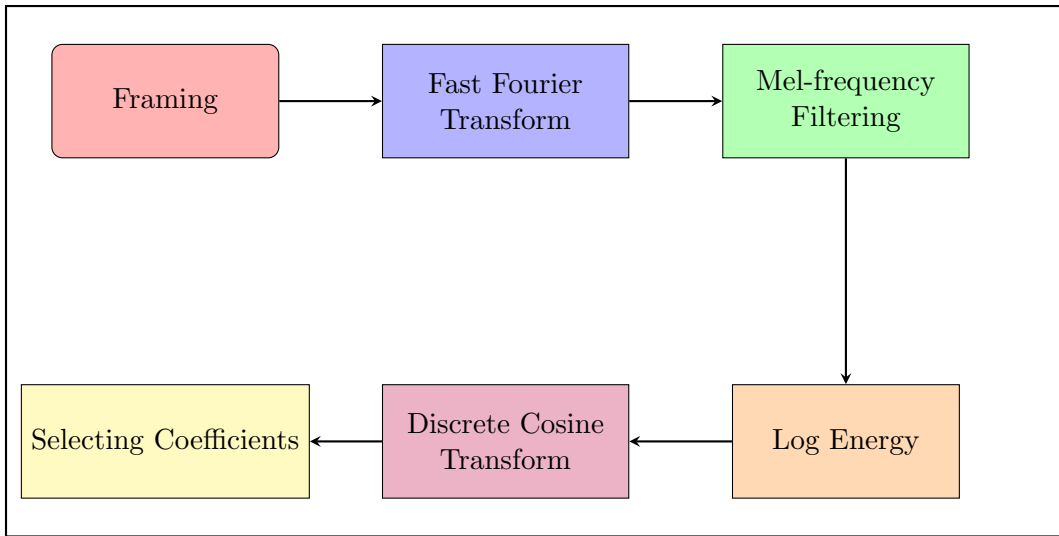 Framing
Fast Fourier
Transform
Mel-frequency
Filtering
Selecting Coefficients
Discrete Cosine
Transform
Log Energy